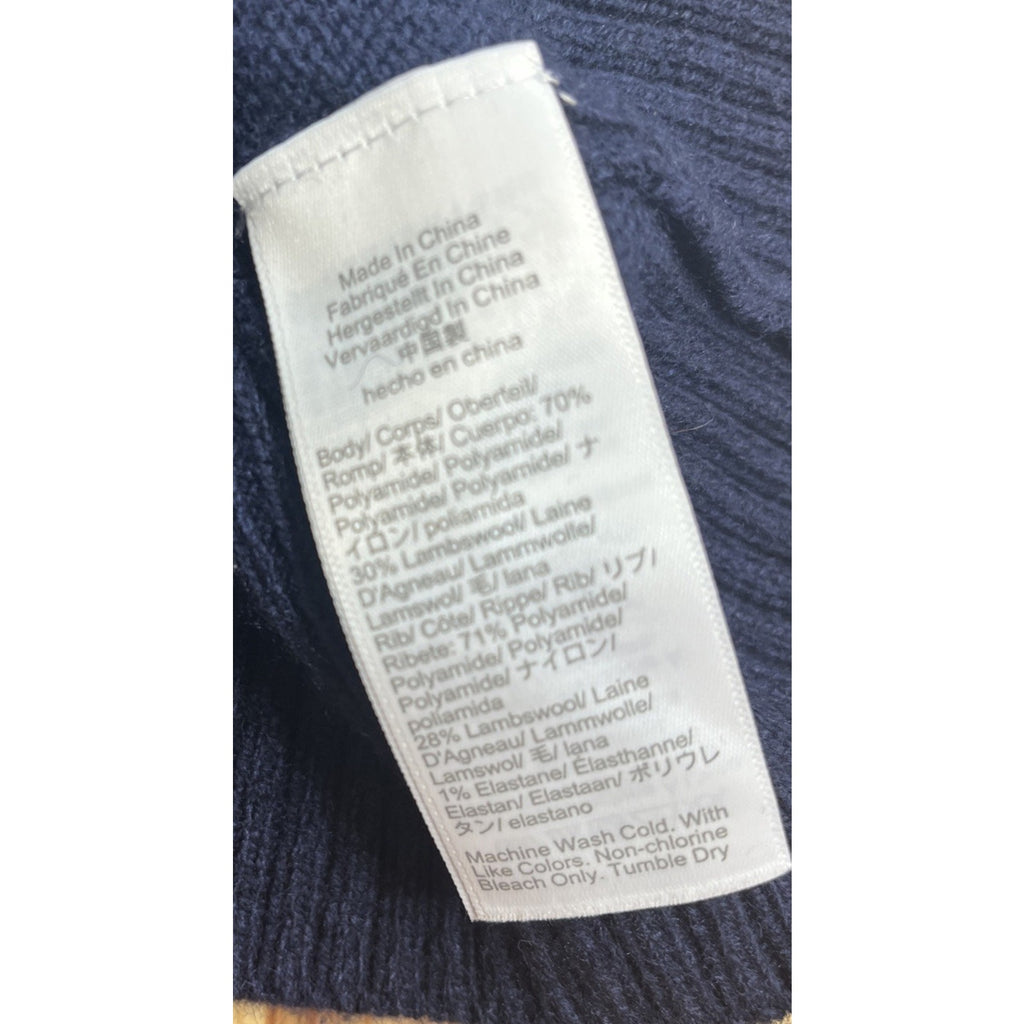 Made In China
Fabriqué En Chine
Hergestellt In China
Vervaardigd In China
中国製
hecho en china
Body/ Corps/ Oberteil/
Romp/ 本体/ Cuerpo: 70%
Polyamide/ Polyamide/
Polyamide/ Polyamide/ ナ
イロン/ poliamida
30% Lambswool/ Laine
D'Agneau/ Lammwolle/
Lamswol/ 毛/ lana
Rib/ Côte/ Rippe/ Rib/ リブ/
Ribete: 71% Polyamide/
Polyamide/ Polyamide/
Polyamide/ ナイロン/
poliamida
28% Lambswool/ Laine
D'Agneau/ Lammwolle/
Lamswol/ 毛/ lana
1% Elastane/ Élasthanne/
Elastan/ Elastaan/ ポリウレ
タン/ elastano
Machine Wash Cold. With
Like Colors. Non-chlorine
Bleach Only. Tumble Dry